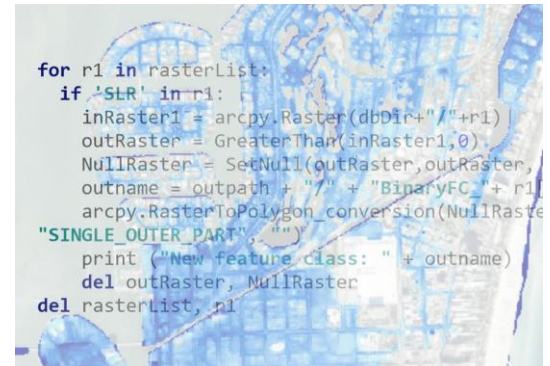 for r1 in rasterList:
if 'SLR' in r1:
inRaster1 = arcpy.Raster(dbDir+"/"+r1)
outRaster = GreaterThan(inRaster1,0)
NullRaster = SetNull(outRaster,outRaster,
outname = outpath + "/" + "BinaryFC_"+ r1[
arcpy.RasterToPolygon_conversion(NullRaste
"SINGLE_OUTER_PART", "")
print ("New feature class: " + outname)
del outRaster, NullRaster
del rasterList, r1